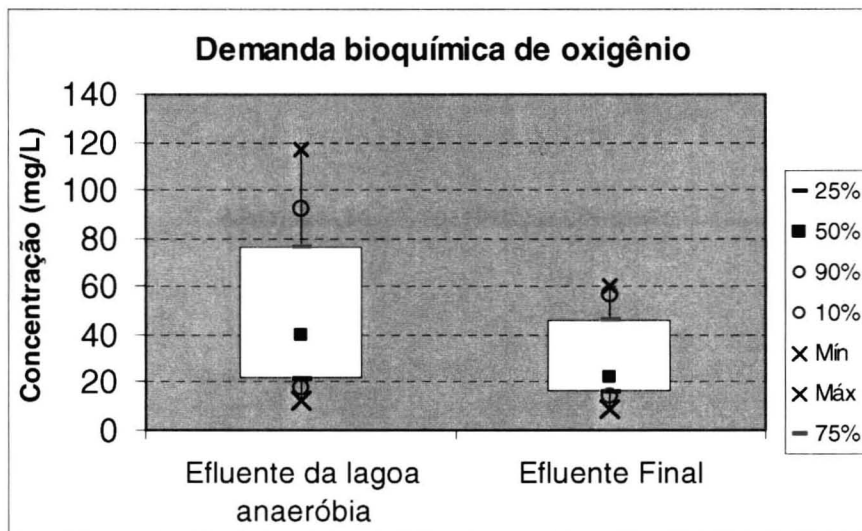 Demanda bioquímica de oxigênio
Concentração (mg/L)
140
120
100
80
60
40
20
0
Efluente da lagoa
anaeróbia
Efluente Final
25%
50%
90%
10%
Mín
Máx
75%